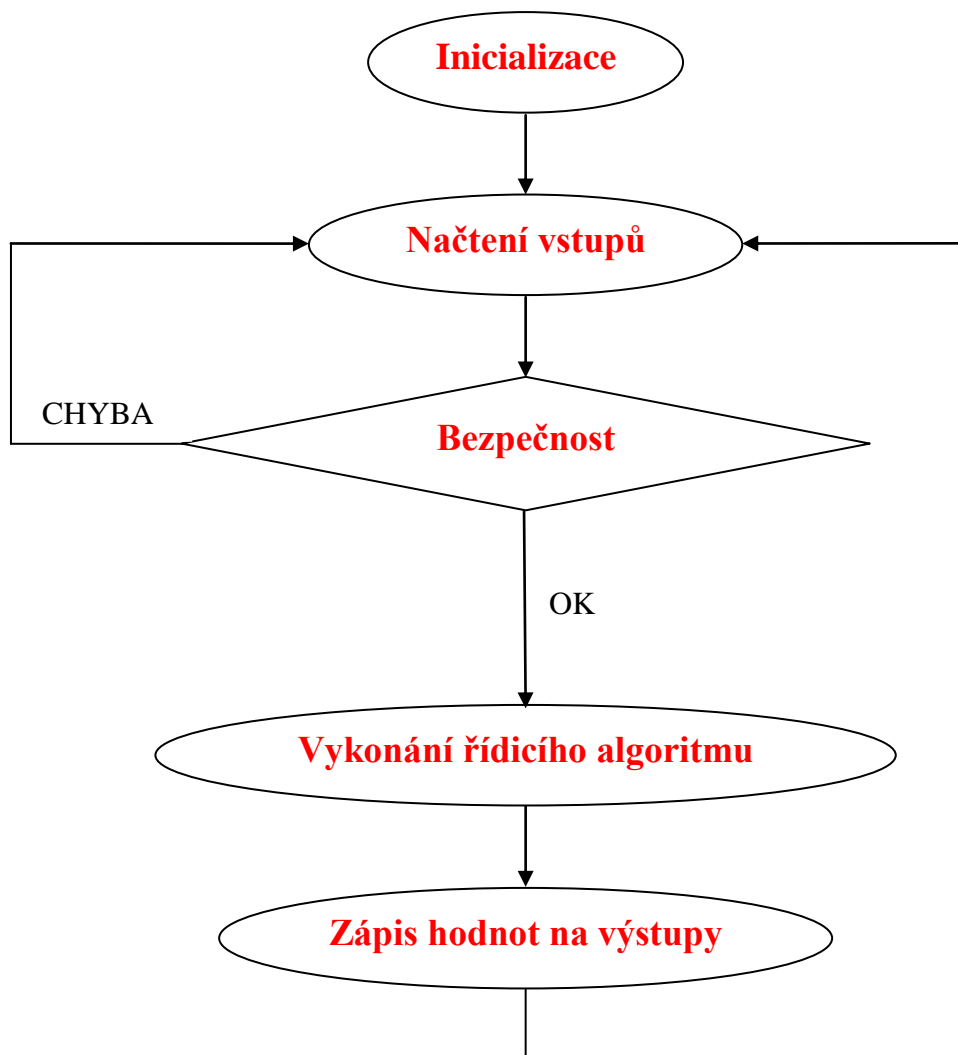 Inicializace
Načtení vstupů
CHYBA
Bezpečnost
OK
Vykonání řídicího algoritmu
Zápis hodnot na výstupy